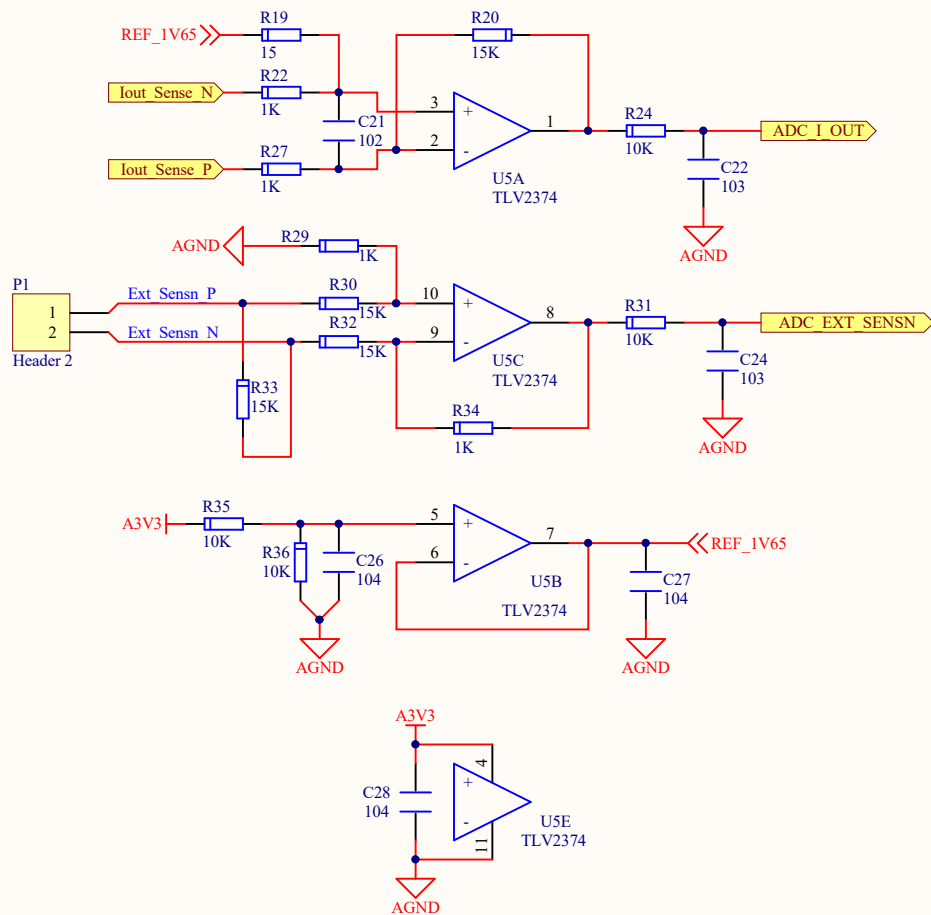 R19
REF_1V65
15
R20
15K
Iout_Sense_N
R22
1K
C21
102
3
+
2
-
1
U5A
TLV2374
R24
10K
ADC_I_OUT
C22
103
AGND
Iout_Sense_P
R27
1K
AGND
R29
1K
P1
1
2
Header 2
Ext_Sensn_P
Ext_Sensn_N
R30
15K
R32
15K
R33
15K
10
+
9
-
8
U5C
TLV2374
R34
1K
R31
10K
ADC_EXT_SENSN
C24
103
AGND
A3V3
R35
10K
R36
10K
C26
104
AGND
5
+
6
-
7
U5B
TLV2374
REF_1V65
C27
104
AGND
A3V3
C28
104
4
+
-
11
U5E
TLV2374
AGND